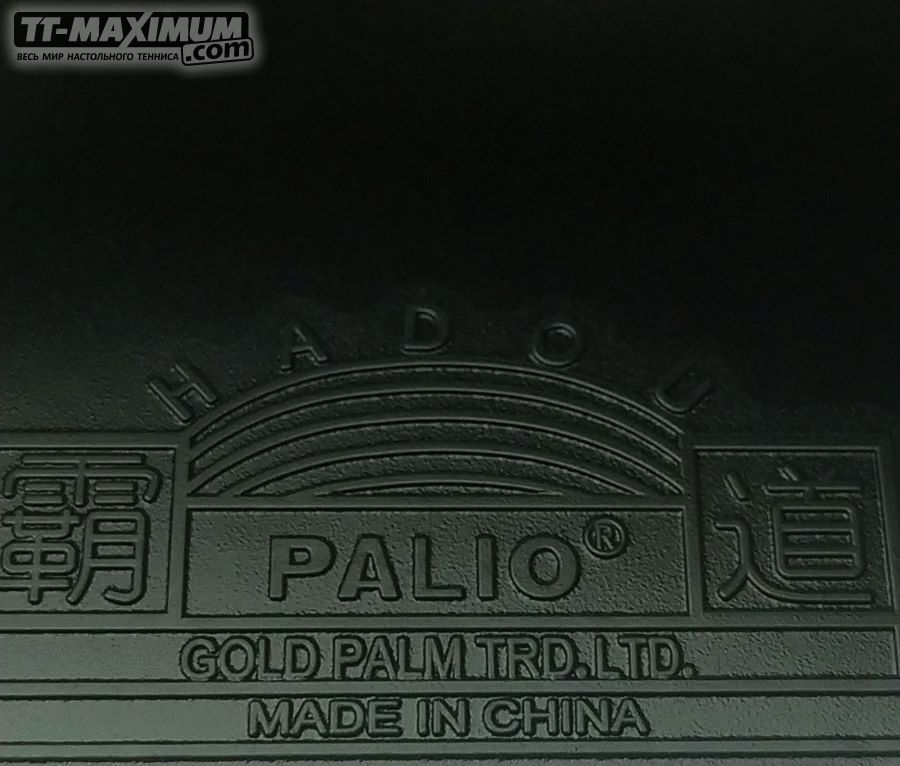 TT-MAXIMUM
.com
ВЕСЬ МИР НАСТОЛЬНОГО ТЕННИСА
HADOU
霸 PALIO® 道
GOLD PALM TRD.LTD.
MADE IN CHINA